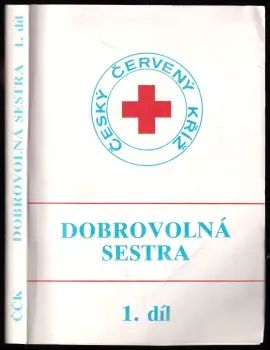 ČČK DOBROVOLNÁ SESTRA 1. díl
ČESKÝ ČERVENÝ KŘÍŽ
DOBROVOLNÁ
SESTRA
1. díl